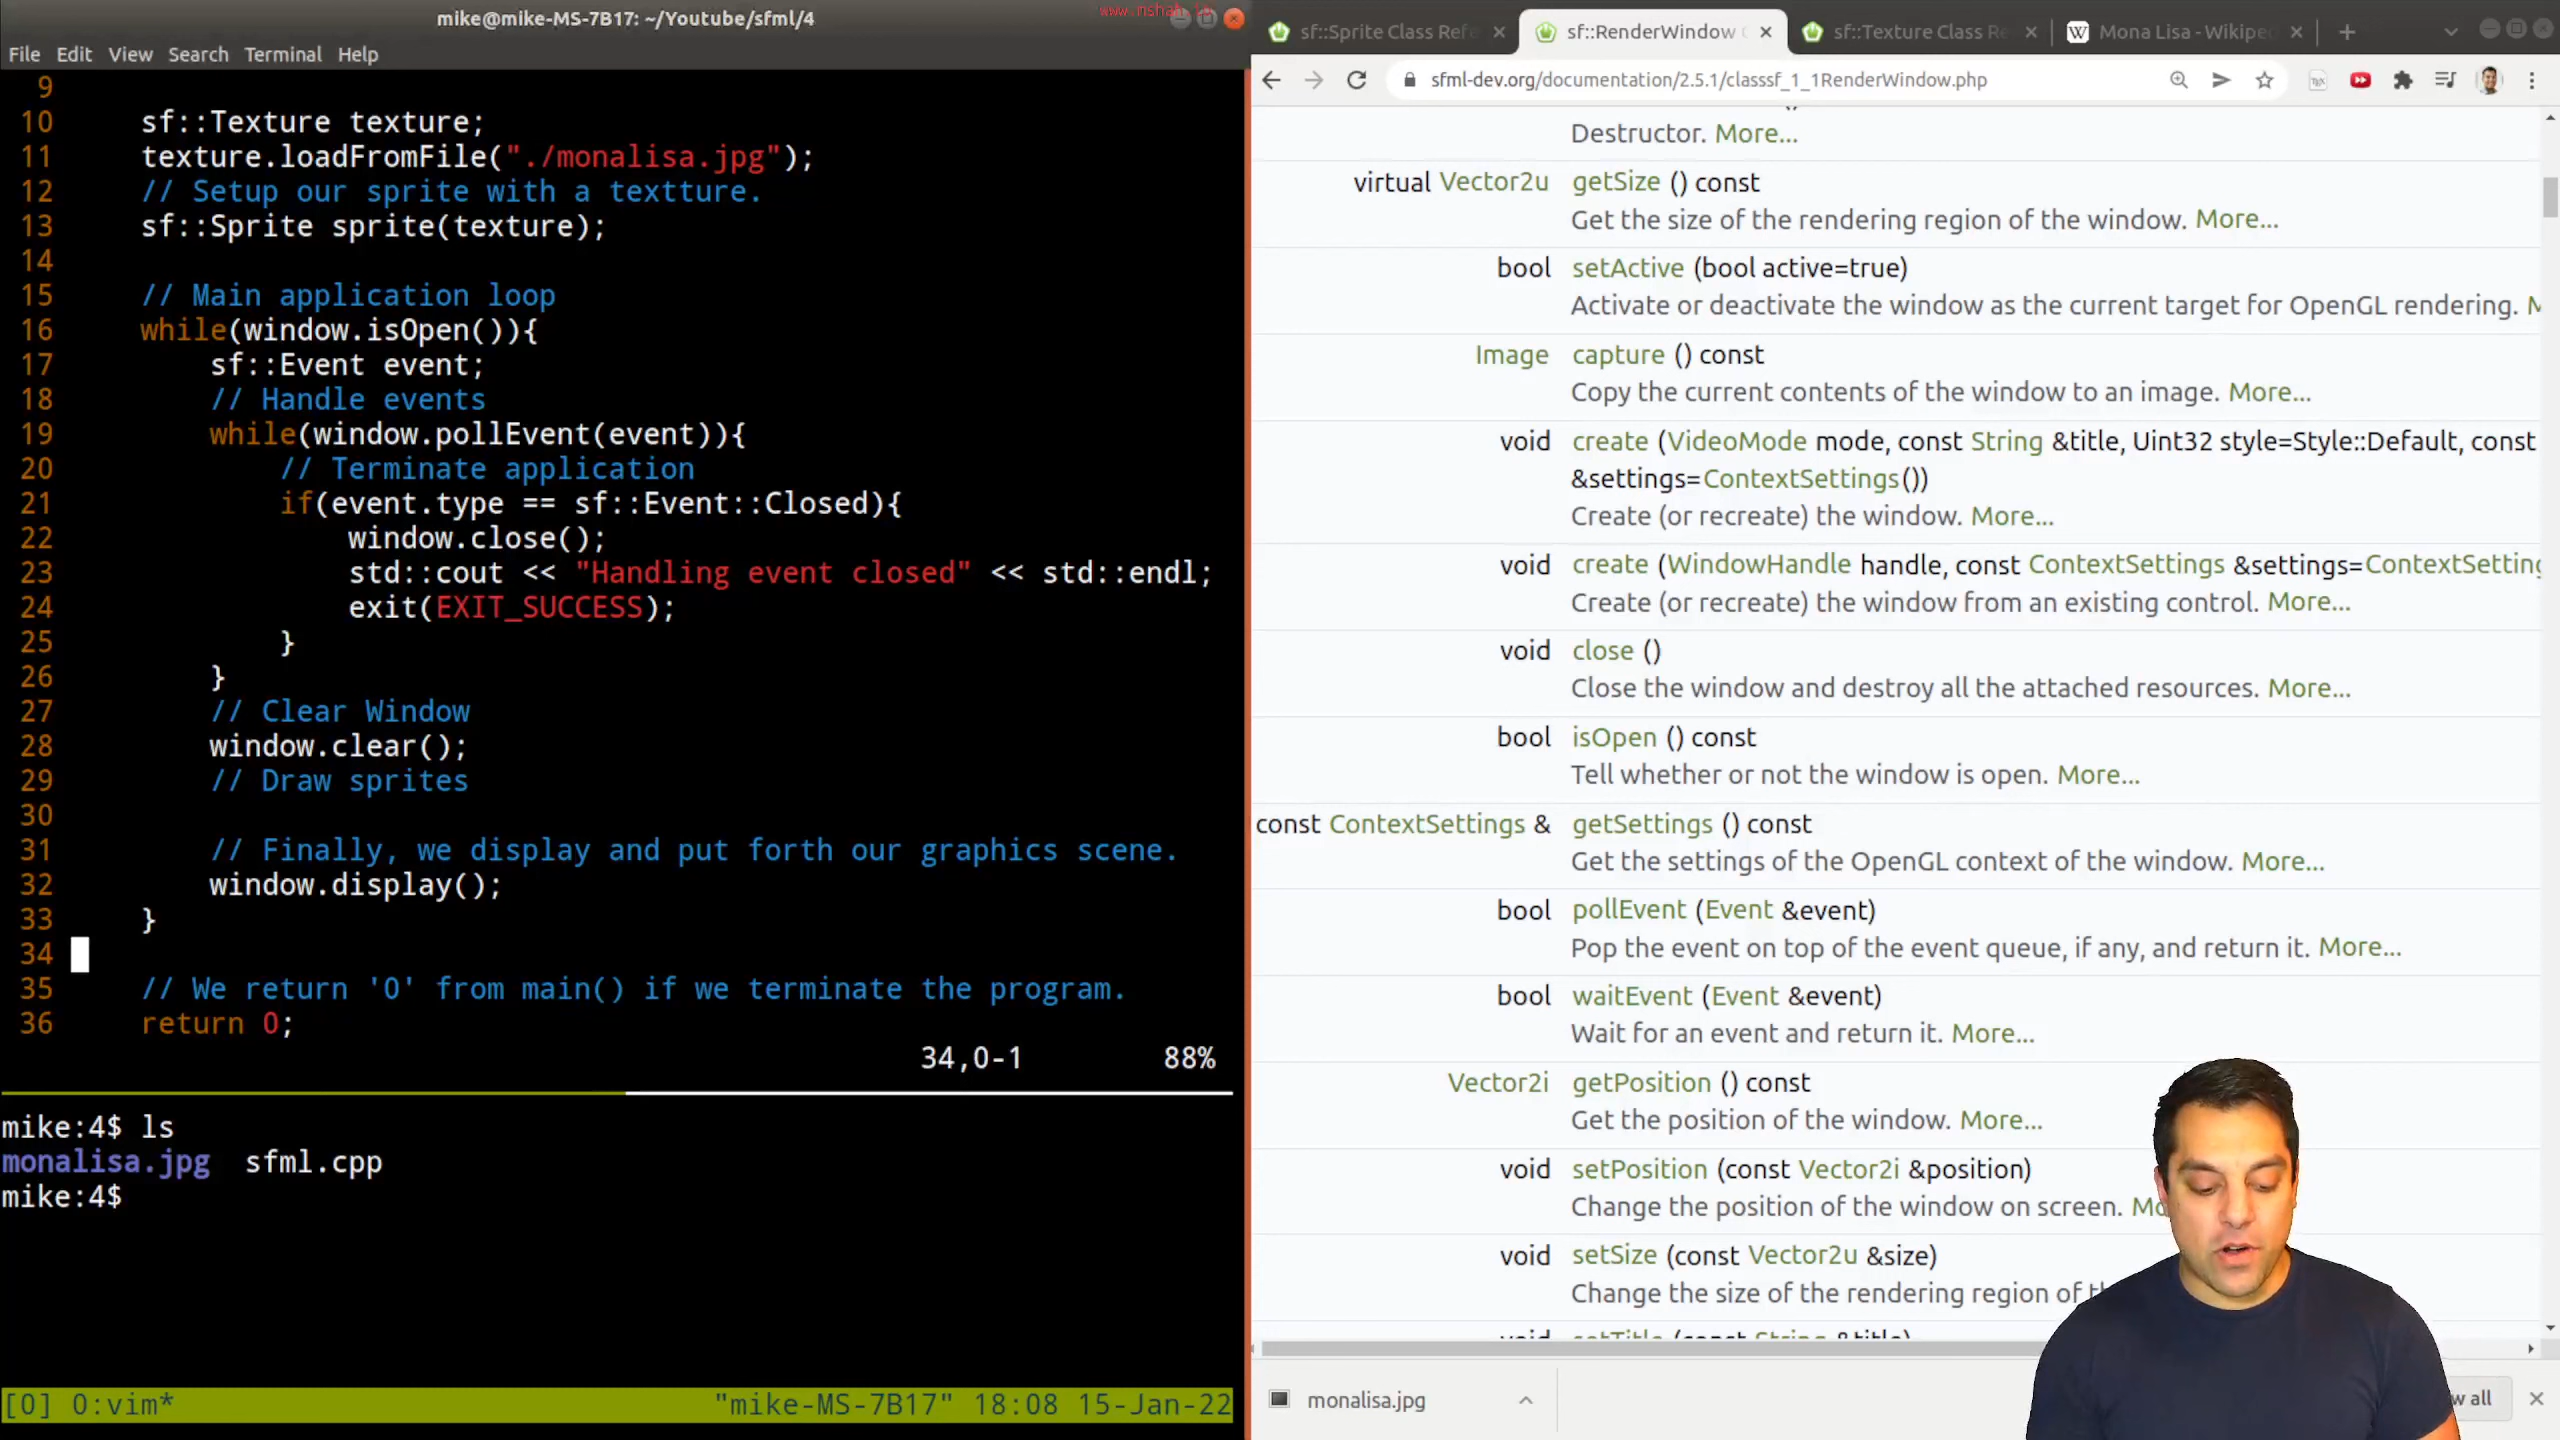 mike@mike-MS-7B17: ~/Youtube/sfml/4
File Edit View Search Terminal Help
9
10 sf::Texture texture;
11 texture.loadFromFile("./monalisa.jpg");
12 // Setup our sprite with a textture.
13 sf::Sprite sprite(texture);
14
15 // Main application loop
16 while(window.isOpen()){
17 sf::Event event;
18 // Handle events
19 while(window.pollEvent(event)){
20 // Terminate application
21 if(event.type == sf::Event::Closed){
22 window.close();
23 std::cout << "Handling event closed" << std::endl;
24 exit(EXIT_SUCCESS);
25 }
26 }
27 // Clear Window
28 window.clear();
29 // Draw sprites
30
31 // Finally, we display and put forth our graphics scene.
32 window.display();
33 }
34
35 // We return '0' from main() if we terminate the program.
36 return 0;
34,0-1 88%
mike:4$ ls
monalisa.jpg sfml.cpp
mike:4$
[0] 0:vim* "mike-MS-7B17" 18:08 15-Jan-22
sf::Sprite Class Refe
sf::RenderWindow
sf::Texture Class Re
Mona Lisa - Wikiped
sfml-dev.org/documentation/2.5.1/classsf_1_1RenderWindow.php
Destructor. More...
virtual Vector2u getSize () const
Get the size of the rendering region of the window. More...
bool setActive (bool active=true)
Activate or deactivate the window as the current target for OpenGL rendering.
Image capture () const
Copy the current contents of the window to an image. More...
void create (VideoMode mode, const String &title, Uint32 style=Style::Default, const
&settings=ContextSettings())
Create (or recreate) the window. More...
void create (WindowHandle handle, const ContextSettings &settings=ContextSetting
Create (or recreate) the window from an existing control. More...
void close ()
Close the window and destroy all the attached resources. More...
bool isOpen () const
Tell whether or not the window is open. More...
const ContextSettings & getSettings () const
Get the settings of the OpenGL context of the window. More...
bool pollEvent (Event &event)
Pop the event on top of the event queue, if any, and return it. More...
bool waitEvent (Event &event)
Wait for an event and return it. More...
Vector2i getPosition () const
Get the position of the window. More...
void setPosition (const Vector2i &position)
Change the position of the window on screen.
void setSize (const Vector2u &size)
Change the size of the rendering region of
void setTitle (const String &title)
monalisa.jpg
all